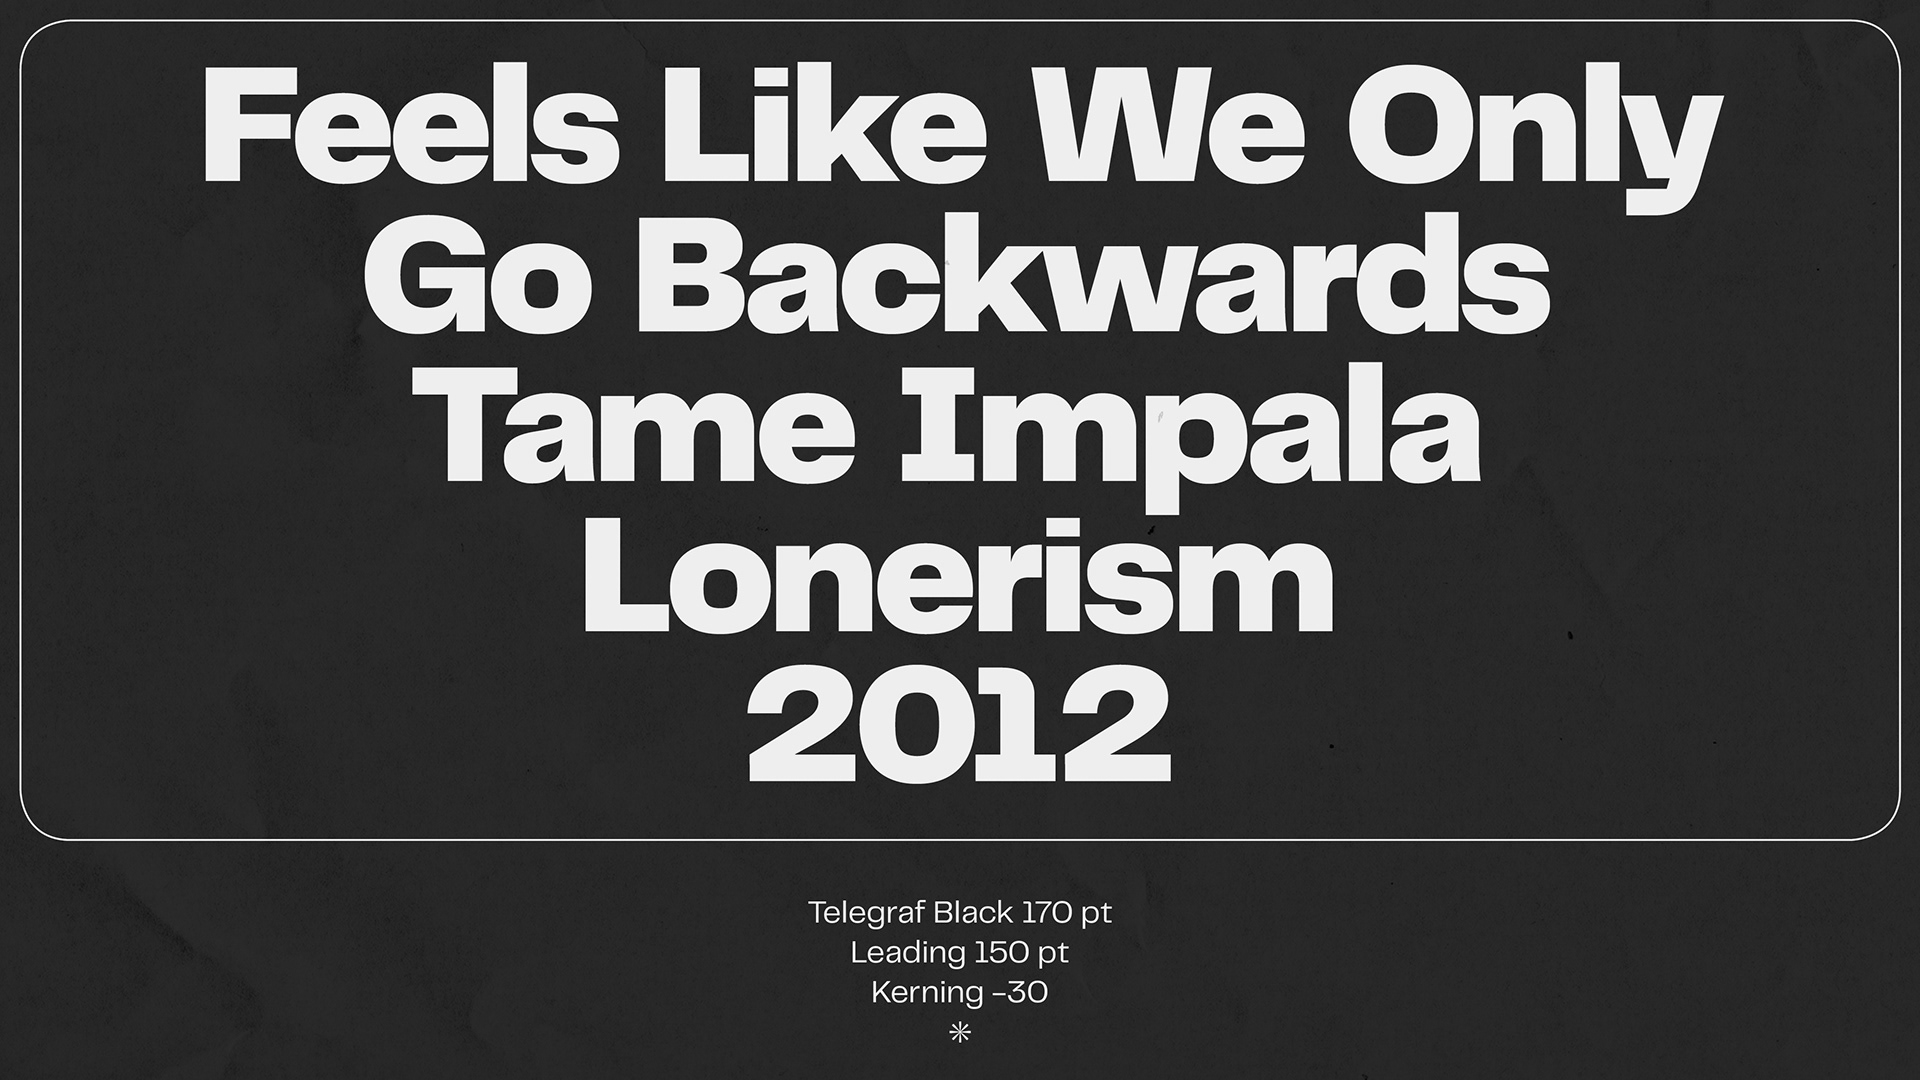 Feels Like We Only
Go Backwards
Tame Impala
Lonerism
2012
Telegraf Black 170 pt
Leading 150 pt
Kerning –30